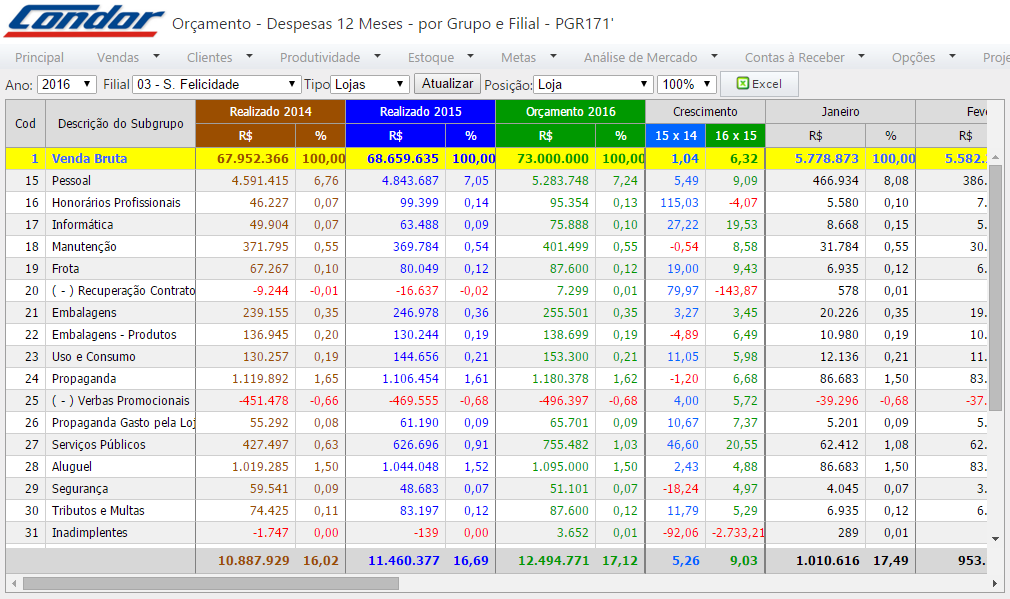 Condor Orçamento - Despesas 12 Meses - por Grupo e Filial - PGR171'
Principal Vendas Clientes Produtividade Estoque Metas Análise de Mercado Contas à Receber Opções Proje
Ano: 2016 Filial 03 - S. Felicidade Tipo Lojas Atualizar Posição: Loja 100% Excel
Cod Descrição do Subgrupo Realizado 2014 Realizado 2015 Orçamento 2016 Crescimento Janeiro Feve
R$ % R$ % R$ % 15 x 14 16 x 15 R$ % R$
1 Venda Bruta 67.952.366 100,00 68.659.635 100,00 73.000.000 100,00 1,04 6,32 5.778.873 100,00 5.582.
15 Pessoal 4.591.415 6,76 4.843.687 7,05 5.283.748 7,24 5,49 9,09 466.934 8,08 386.
16 Honorários Profissionais 46.227 0,07 99.399 0,14 95.354 0,13 115,03 -4,07 5.580 0,10 7.
17 Informática 49.904 0,07 63.488 0,09 75.888 0,10 27,22 19,53 8.668 0,15 5.
18 Manutenção 371.795 0,55 369.784 0,54 401.499 0,55 -0,54 8,58 31.784 0,55 30.
19 Frota 67.267 0,10 80.049 0,12 87.600 0,12 19,00 9,43 6.935 0,12 6.
20 ( - ) Recuperação Contrato -9.244 -0,01 -16.637 -0,02 7.299 0,01 79,97 -143,87 578 0,01
21 Embalagens 239.155 0,35 246.978 0,36 255.501 0,35 3,27 3,45 20.226 0,35 19.
22 Embalagens - Produtos 136.945 0,20 130.244 0,19 138.699 0,19 -4,89 6,49 10.980 0,19 10.
23 Uso e Consumo 130.257 0,19 144.656 0,21 153.300 0,21 11,05 5,98 12.136 0,21 11.
24 Propaganda 1.119.892 1,65 1.106.454 1,61 1.180.378 1,62 -1,20 6,68 86.683 1,50 83.
25 ( - ) Verbas Promocionais -451.478 -0,66 -469.555 -0,68 -496.397 -0,68 4,00 5,72 -39.296 -0,68 -37.
26 Propaganda Gasto pela Loj 55.292 0,08 61.190 0,09 65.701 0,09 10,67 7,37 5.201 0,09 5.
27 Serviços Públicos 427.497 0,63 626.696 0,91 755.482 1,03 46,60 20,55 62.412 1,08 62.
28 Aluguel 1.019.285 1,50 1.044.048 1,52 1.095.000 1,50 2,43 4,88 86.683 1,50 83.
29 Segurança 59.541 0,09 48.683 0,07 51.101 0,07 -18,24 4,97 4.045 0,07 3.
30 Tributos e Multas 74.425 0,11 83.197 0,12 87.600 0,12 11,79 5,29 6.935 0,12 6.
31 Inadimplentes -1.747 0,00 -139 0,00 3.652 0,01 -92,06 -2.733,21 289 0,01
10.887.929 16,02 11.460.377 16,69 12.494.771 17,12 5,26 9,03 1.010.616 17,49 953.